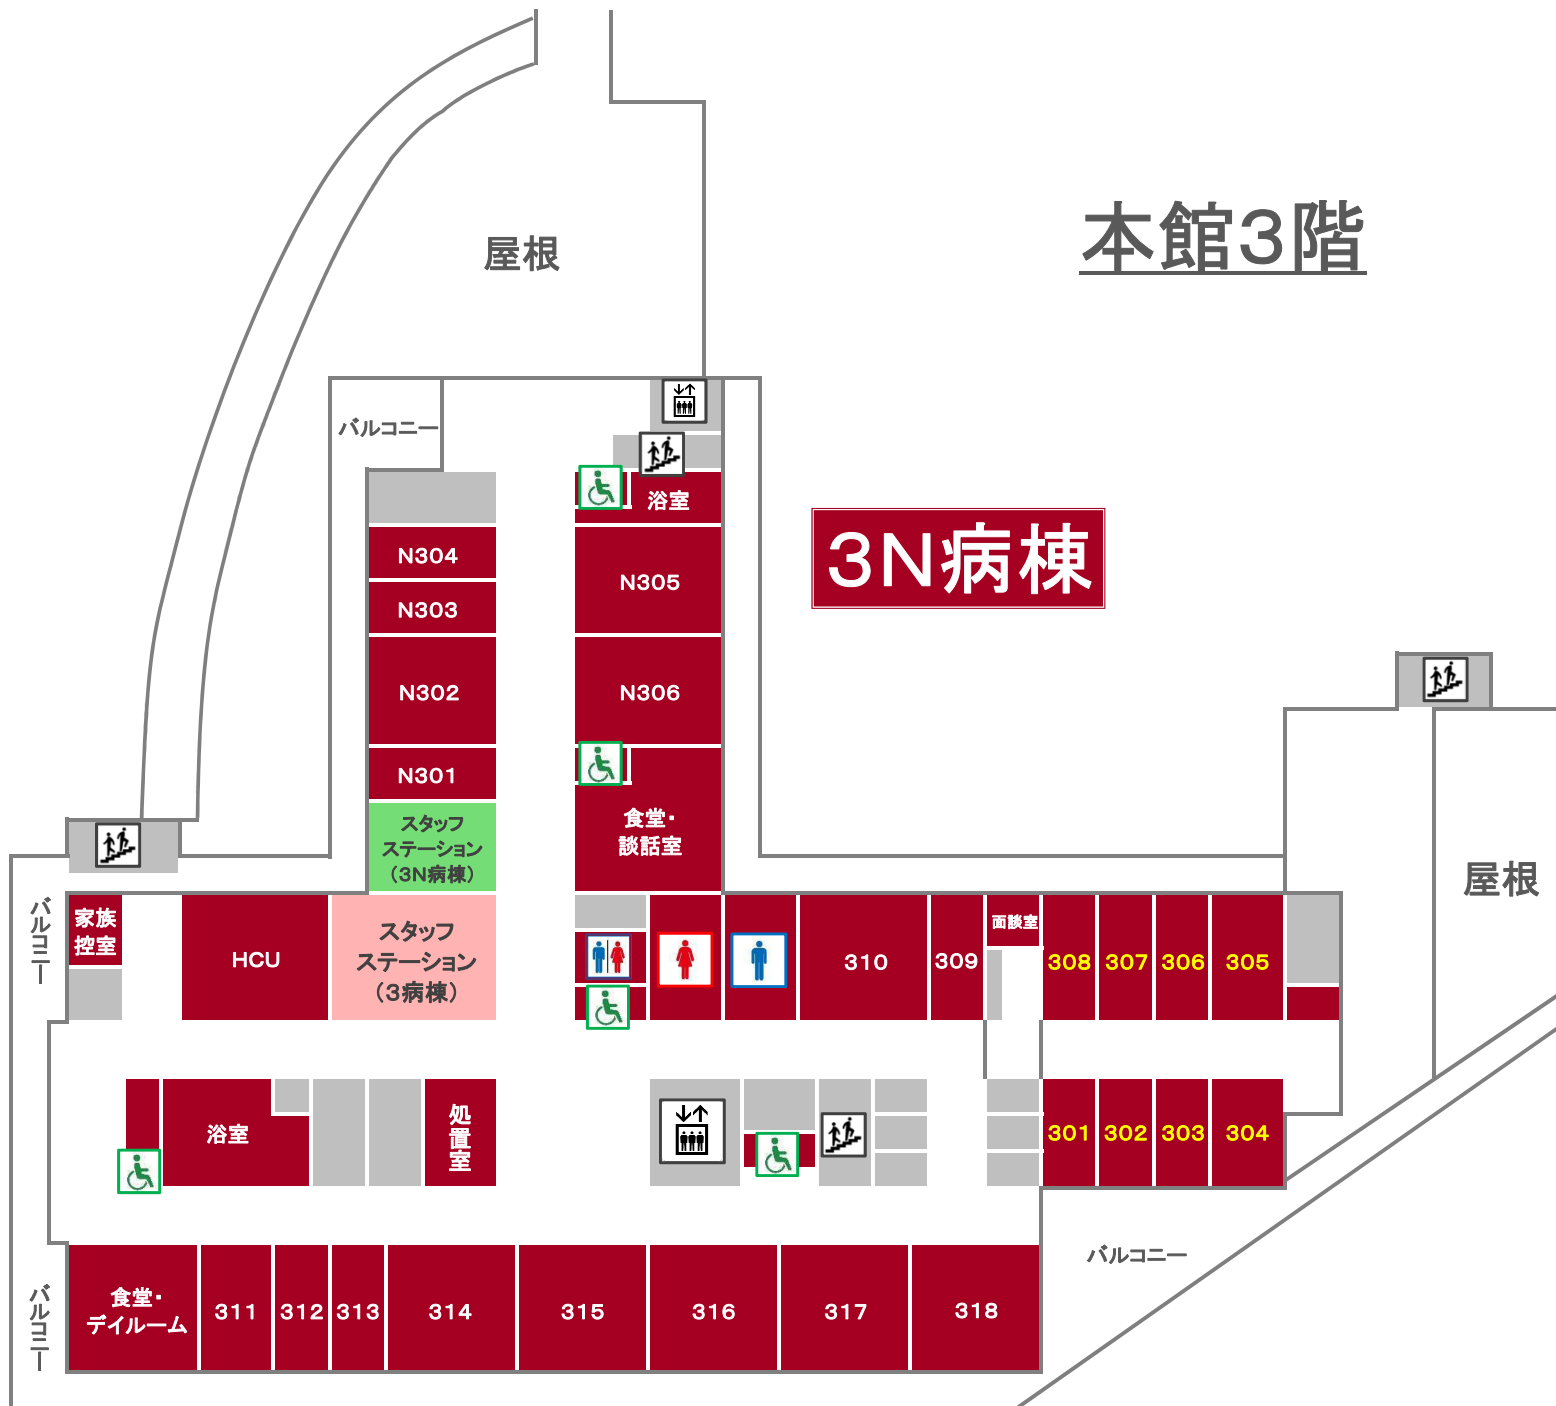 本館3階
屋根
バルコニー
浴室
3N病棟
N304
N305
N303
N302
N306
N301
スタッフ
ステーション
（3N病棟）
食堂・
談話室
屋根
バルコニー
家族
控室
HCU
スタッフ
ステーション
（3病棟）
310
309
面談室
308
307
306
305
浴室
処置室
301
302
303
304
バルコニー
バルコニー
食堂・
デイルーム
311
312
313
314
315
316
317
318